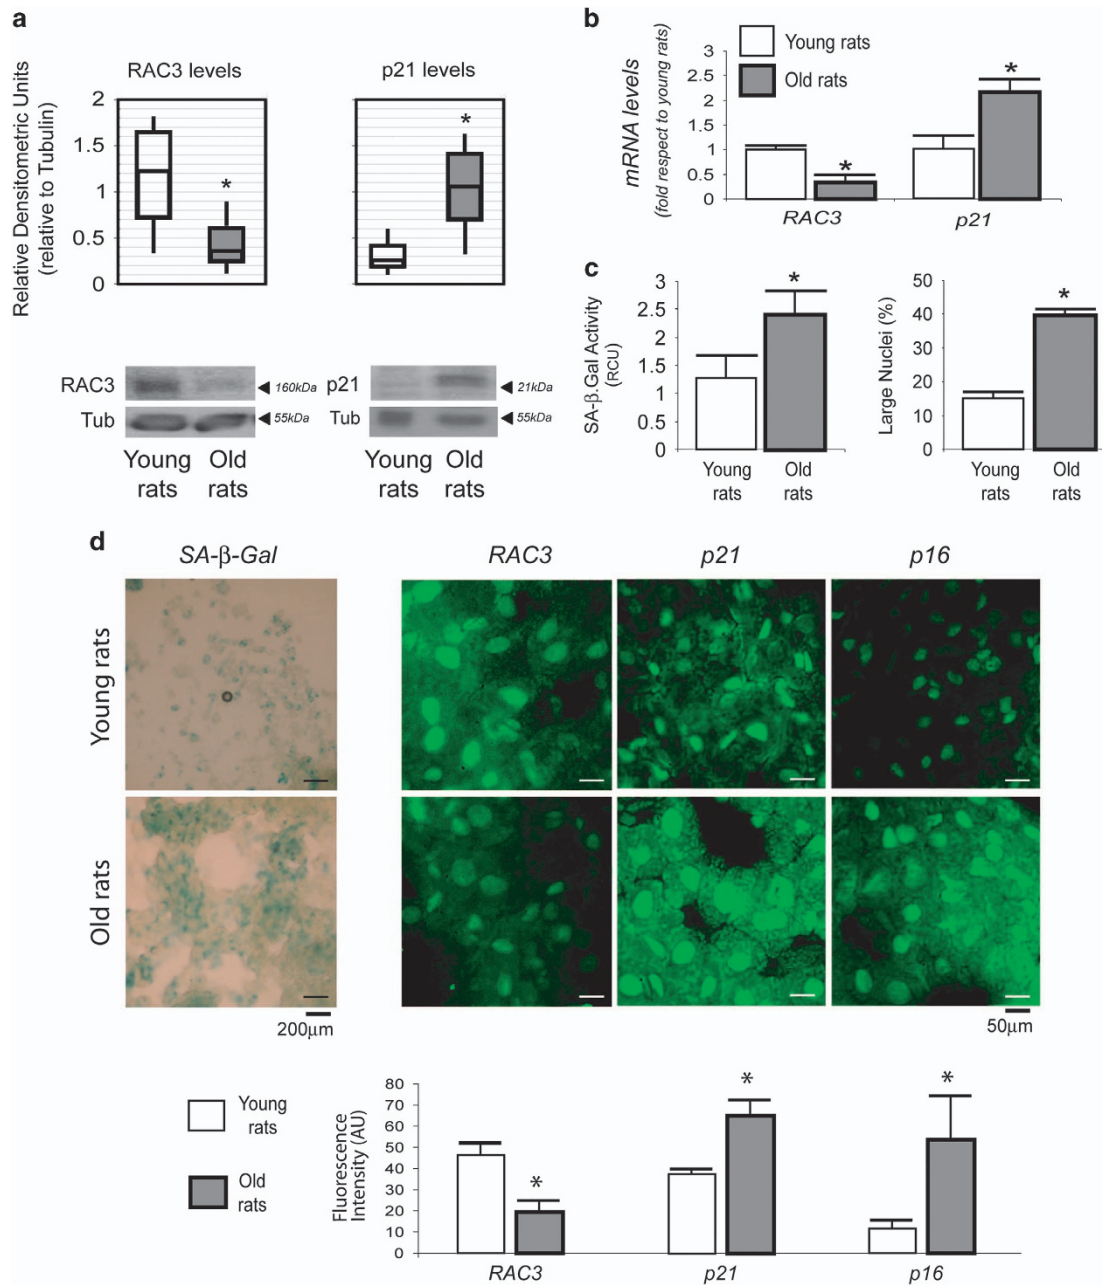 a
RAC3 levels
p21 levels
Relative Densitometric Units
(relative to Tubulin)
2
1.5
1
0.5
0
*
*
RAC3
160kDa
Tub
55kDa
p21
21kDa
Tub
55kDa
Young
rats
Old
rats
Young
rats
Old
rats
b
mRNA levels
(fold respect to young rats)
Young rats
Old rats
3
2.5
2
1.5
1
0.5
0
*
*
RAC3
p21
c
SA-β.Gal Activity
(RCU)
3
2.5
2
1.5
1
0.5
0
*
Young
rats
Old
rats
Large Nuclei (%)
50
40
30
20
10
0
*
Young
rats
Old
rats
d
SA-β-Gal
RAC3
p21
p16
Young rats
Old rats
200μm
50μm
Young
rats
Old
rats
Fluorescence
Intensity (AU)
80
70
60
50
40
30
20
10
0
*
*
*
RAC3
p21
p16